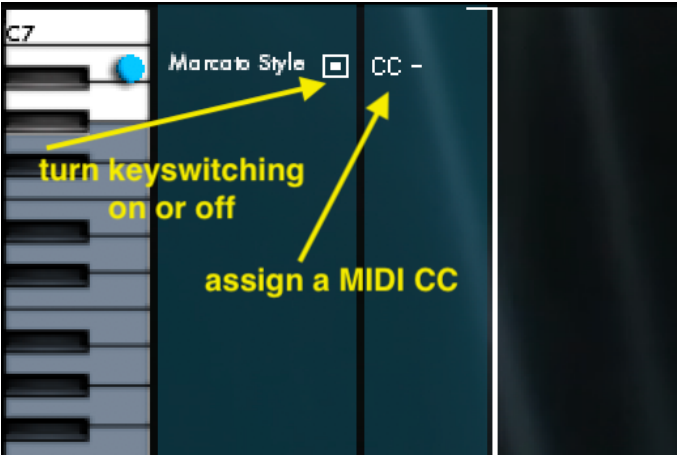 C7
Marcato Style CC -
turn keyswitching
on or off
assign a MIDI CC